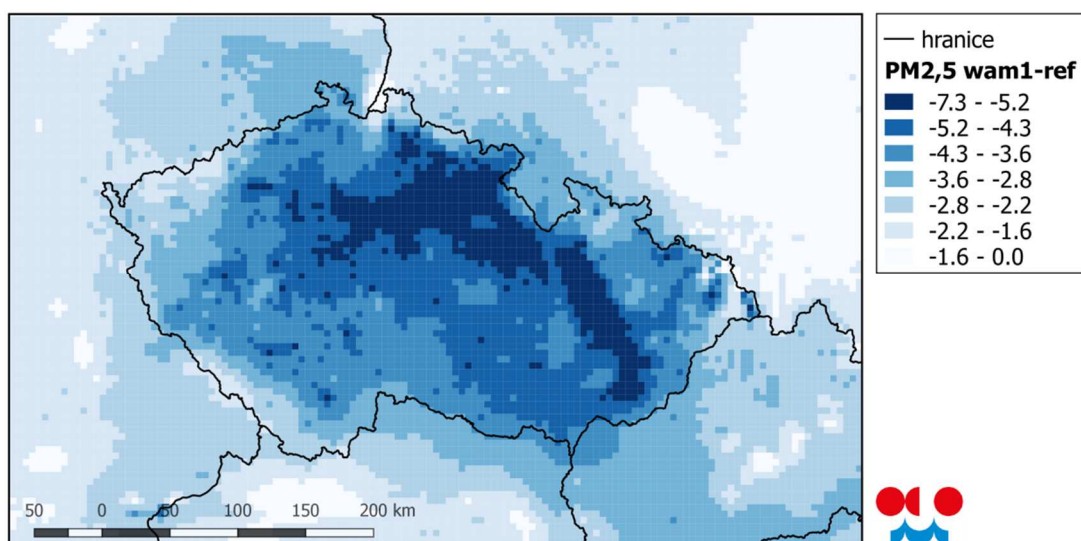 hranice
PM2,5 wam1-ref
-7.3 - -5.2
-5.2 - -4.3
-4.3 - -3.6
-3.6 - -2.8
-2.8 - -2.2
-2.2 - -1.6
-1.6 - 0.0
50 0 50 100 150 200 km